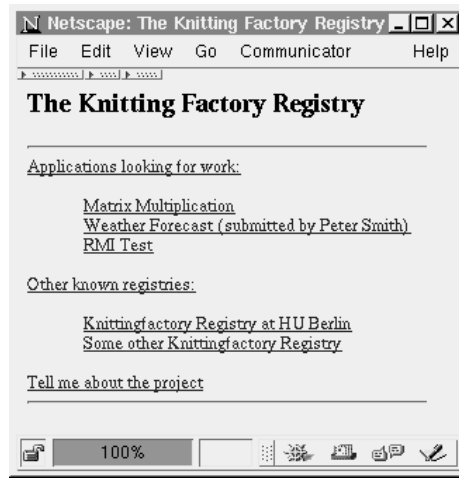 Netscape: The Knitting Factory Registry
File Edit View Go Communicator Help
The Knitting Factory Registry
Applications looking for work:
Matrix Multiplication
Weather Forecast (submitted by Peter Smith)
RMI Test
Other known registries:
Knittingfactory Registry at HU Berlin
Some other Knittingfactory Registry
Tell me about the project
100%